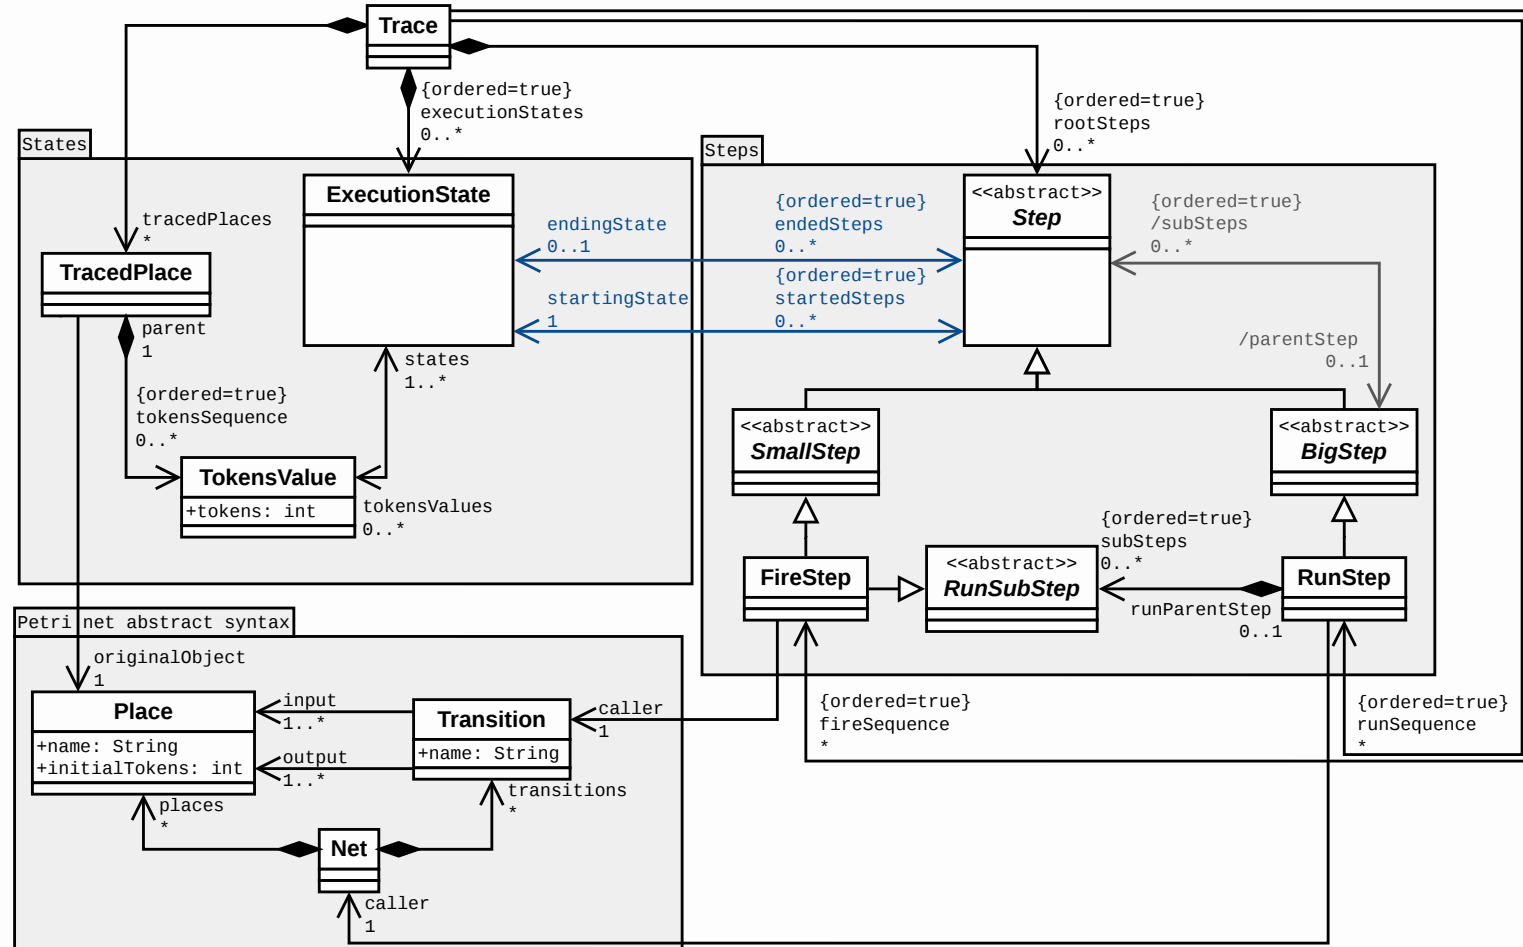 Trace
{ordered=true}
executionStates
0..*
{ordered=true}
rootSteps
0..*
States
Steps
tracedPlaces
*
ExecutionState
endingState
0..1
{ordered=true}
endedSteps
0..*
startingState
1
{ordered=true}
startedSteps
0..*
<<abstract>>
Step
{ordered=true}
/subSteps
0..*
/parentStep
0..1
TracedPlace
parent
1
{ordered=true}
tokensSequence
0..*
states
1..*
TokensValue
+tokens: int
tokensValues
0..*
<<abstract>>
SmallStep
<<abstract>>
BigStep
FireStep
<<abstract>>
RunSubStep
{ordered=true}
subSteps
0..*
runParentStep
0..1
RunStep
Petri net abstract syntax
originalObject
1
Place
+name: String
+initialTokens: int
input
1..*
output
1..*
Transition
+name: String
caller
1
{ordered=true}
fireSequence
*
{ordered=true}
runSequence
*
places
*
transitions
*
Net
caller
1